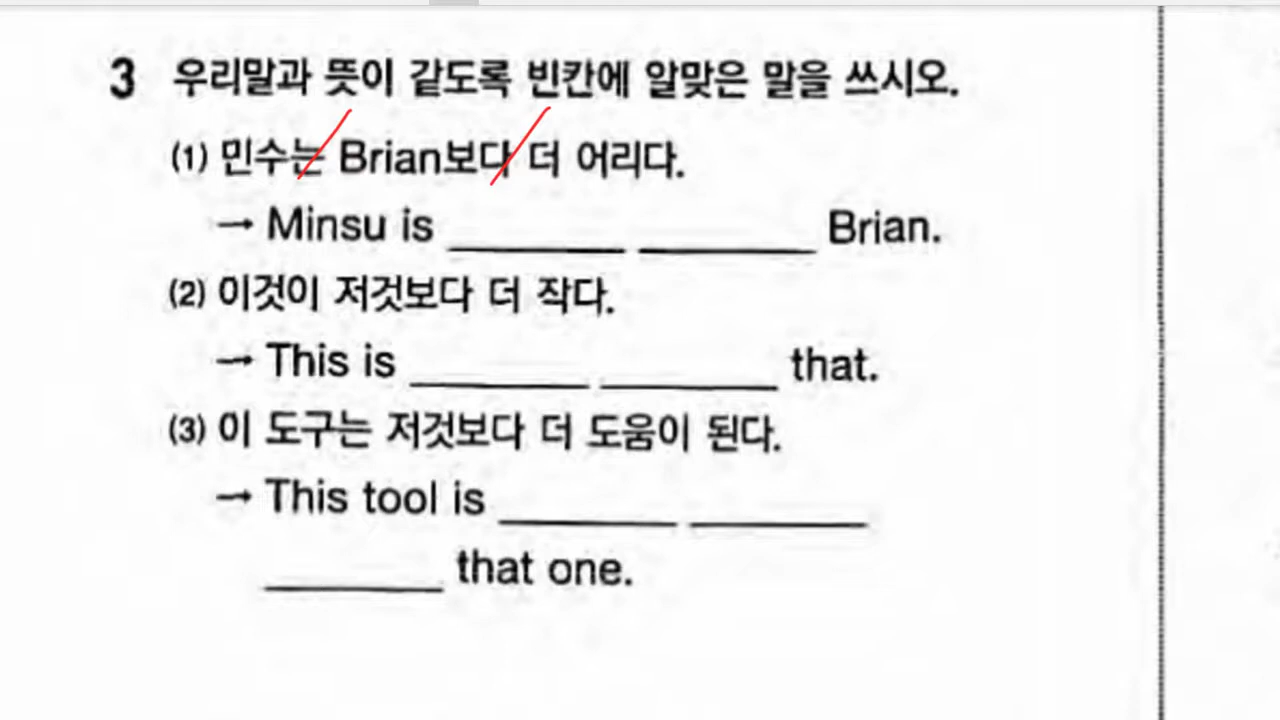 3 우리말과 뜻이 같도록 빈칸에 알맞은 말을 쓰시오.
(1) 민수는 Brian보다 더 어리다.
→ Minsu is ________ ________ Brian.
(2) 이것이 저것보다 더 작다.
→ This is ________ ________ that.
(3) 이 도구는 저것보다 더 도움이 된다.
→ This tool is ________ ________
________ that one.